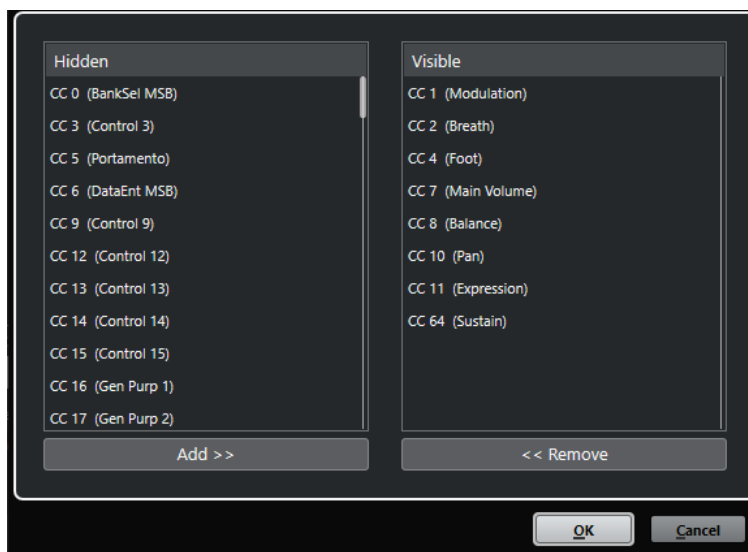 Hidden
CC 0 (BankSel MSB)
CC 3 (Control 3)
CC 5 (Portamento)
CC 6 (DataEnt MSB)
CC 9 (Control 9)
CC 12 (Control 12)
CC 13 (Control 13)
CC 14 (Control 14)
CC 15 (Control 15)
CC 16 (Gen Purp 1)
CC 17 (Gen Purp 2)
Add >>
Visible
CC 1 (Modulation)
CC 2 (Breath)
CC 4 (Foot)
CC 7 (Main Volume)
CC 8 (Balance)
CC 10 (Pan)
CC 11 (Expression)
CC 64 (Sustain)
<< Remove
OK
Cancel